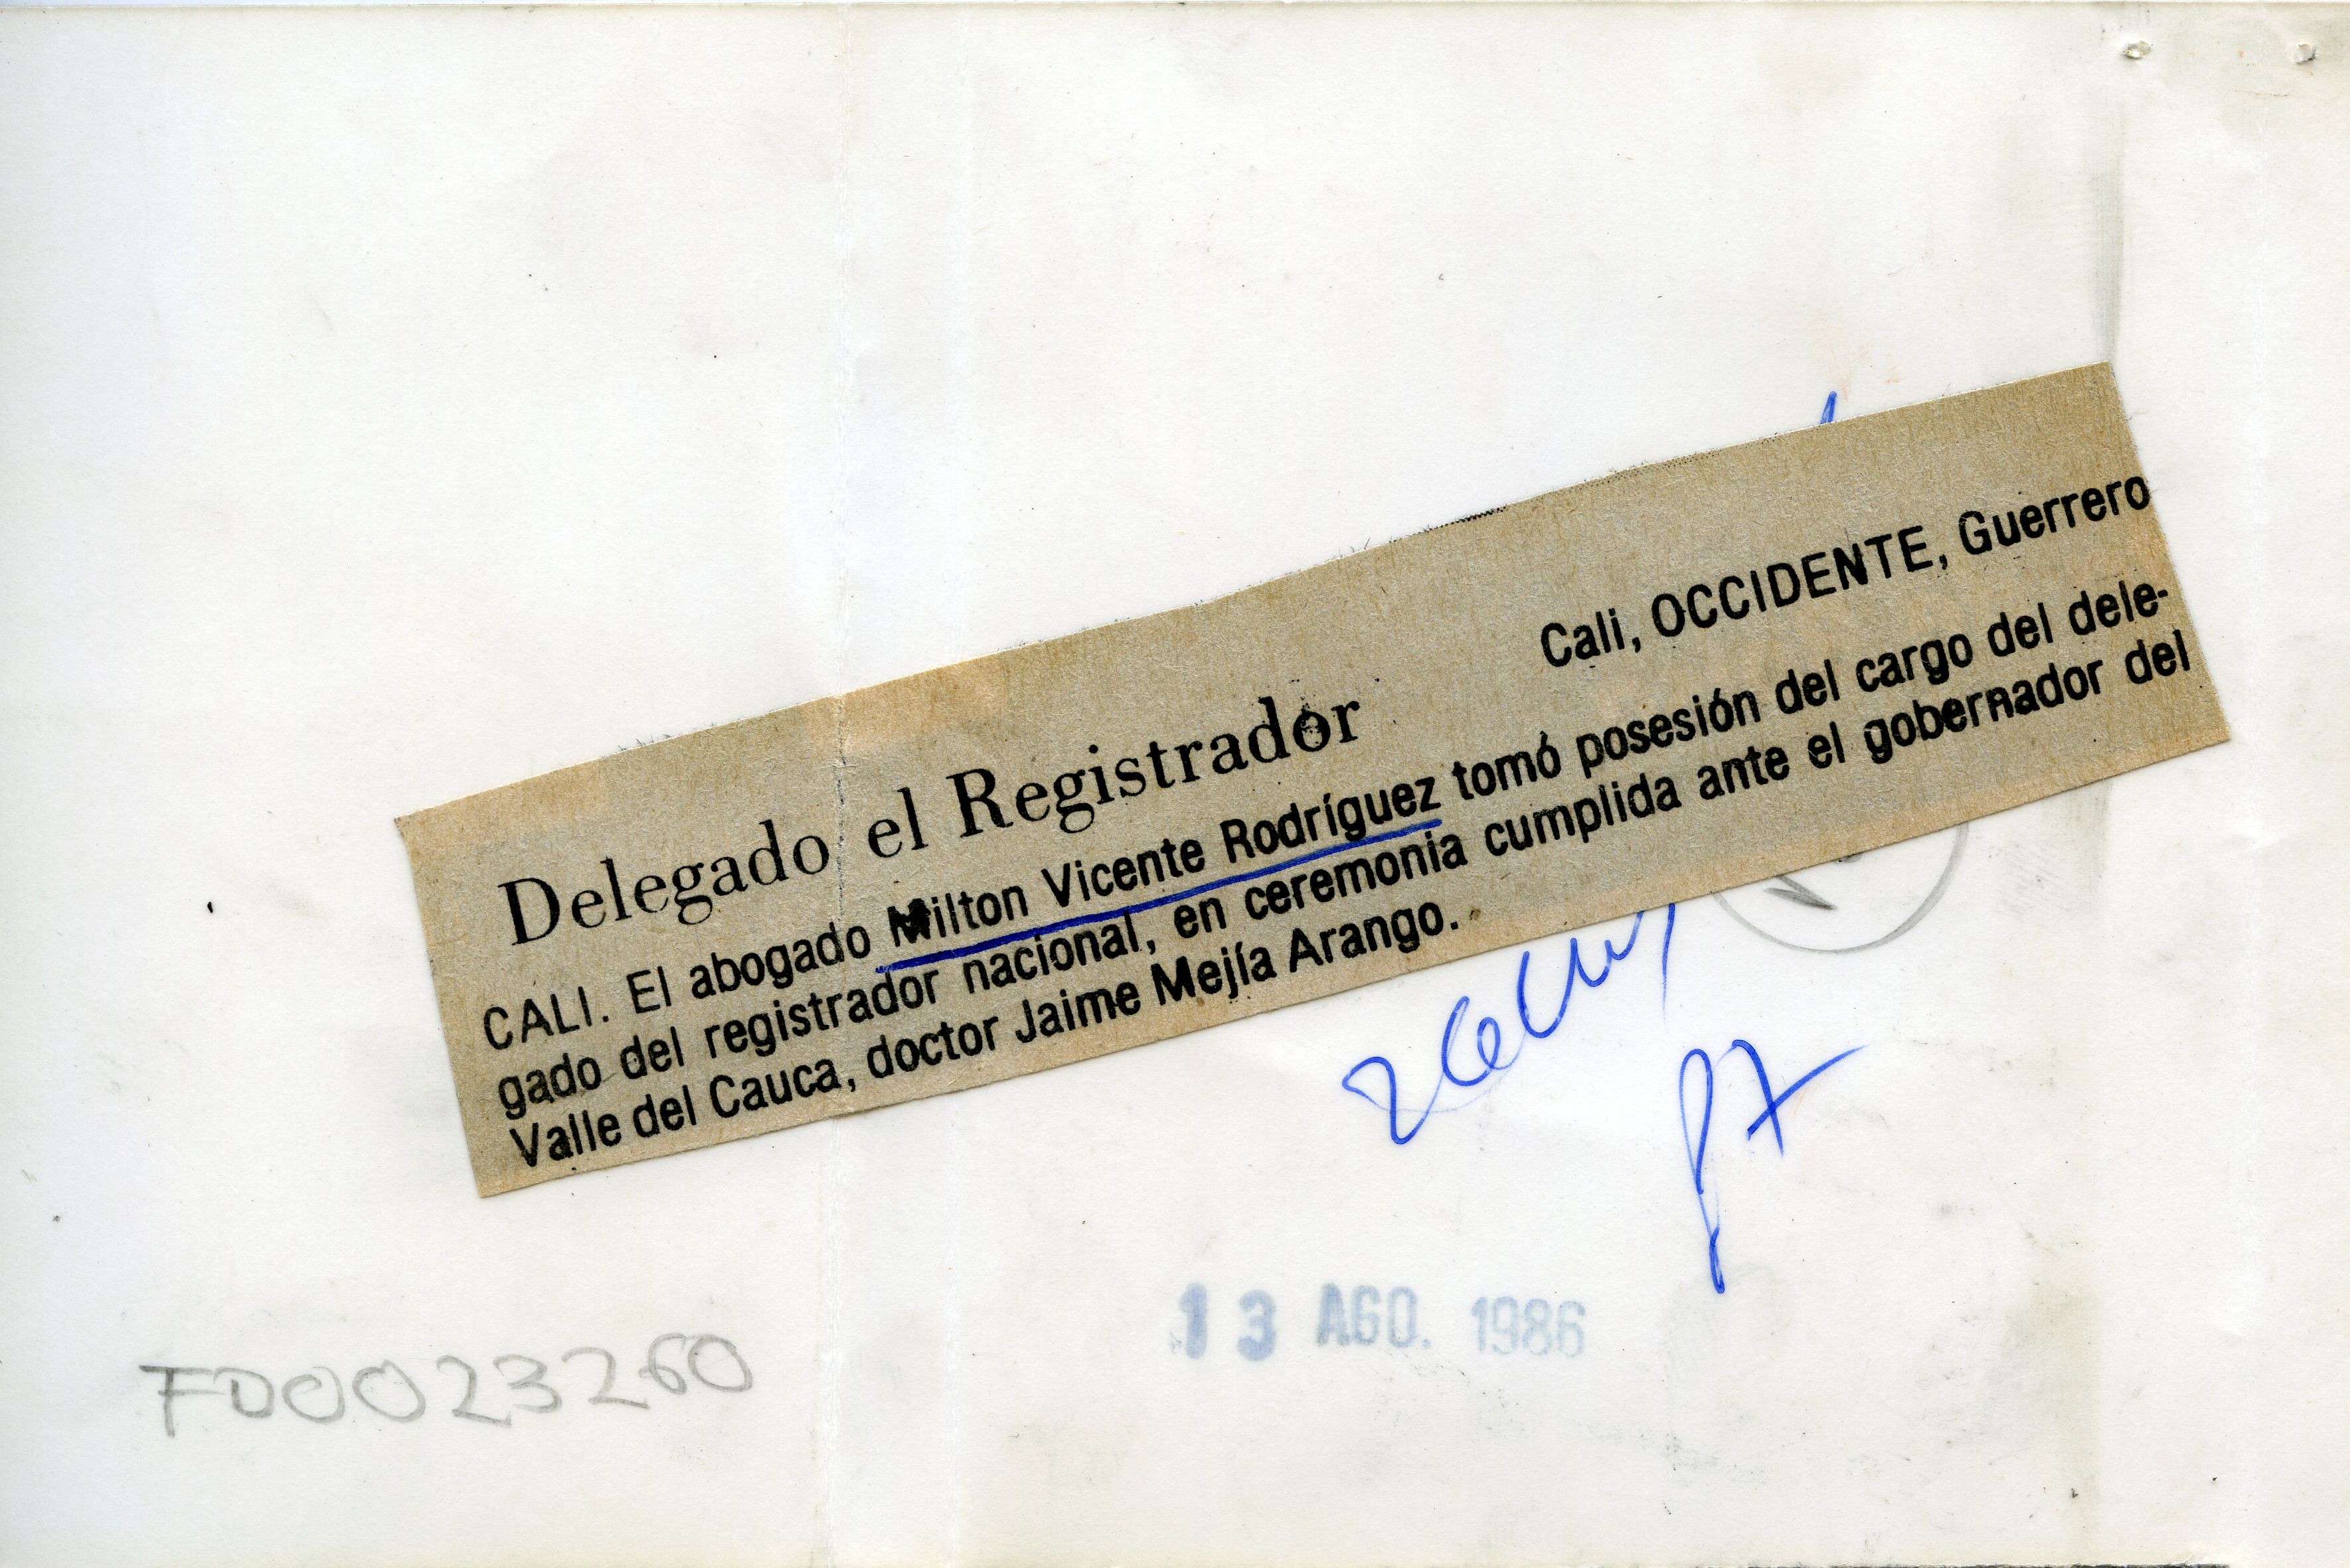 Cali, OCCIDENTE, Guerrero
Delegado el Registrador
CALI. El abogado Milton Vicente Rodríguez tomó posesión del cargo del dele-
gado del registrador nacional, en ceremonia cumplida ante el gobernador del
Valle del Cauca, doctor Jaime Mejía Arango.
P7
13 AGO. 1986
FD0023260